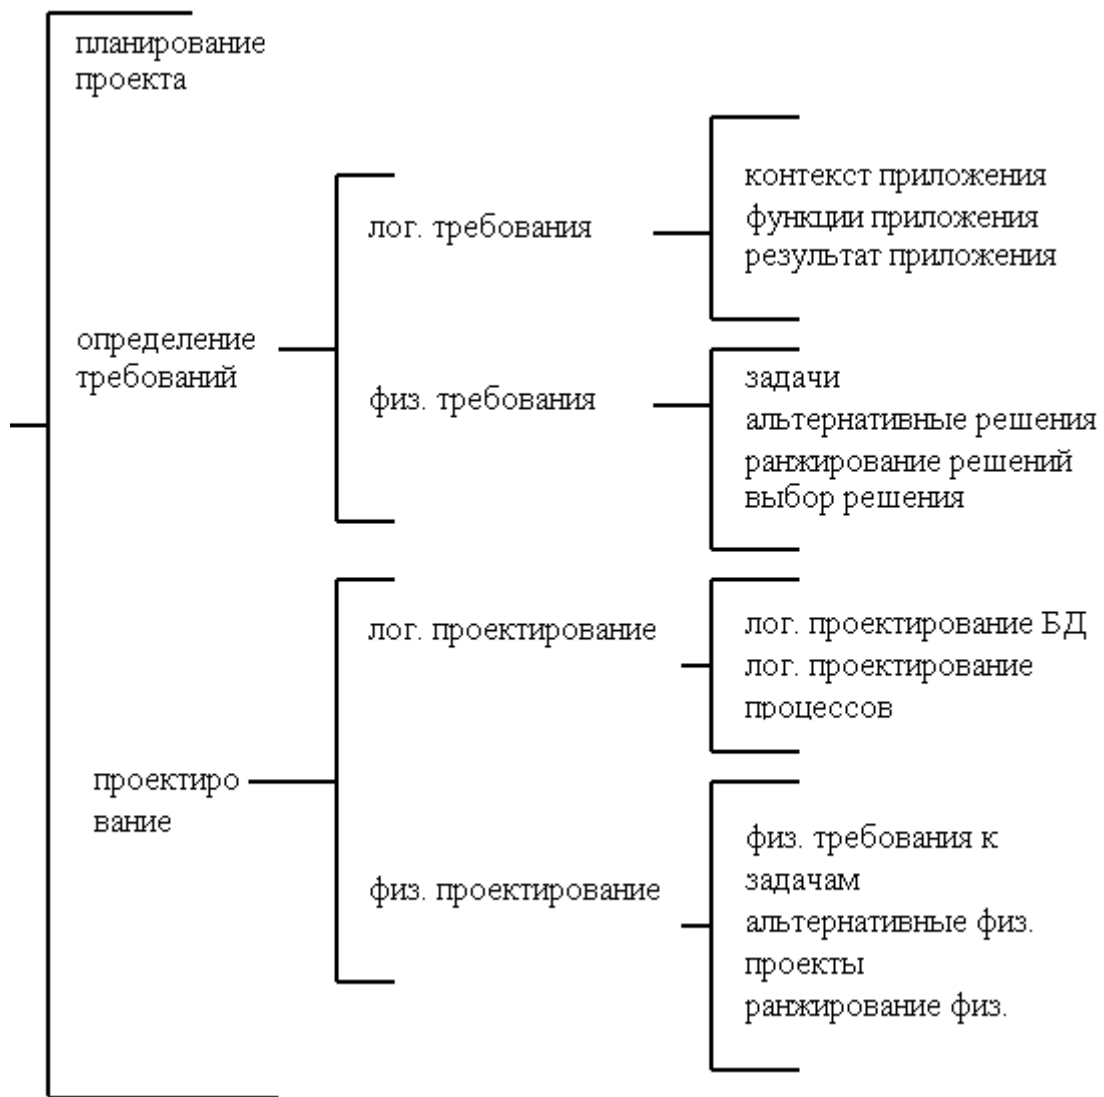 планирование
проекта
определение
требований
лог. требования
контекст приложения
функции приложения
результат приложения
физ. требования
задачи
альтернативные решения
ранжирование решений
выбор решения
проектиро
вание
лог. проектирование
лог. проектирование БД
лог. проектирование
процессов
физ. проектирование
физ. требования к
задачам
альтернативные физ.
проекты
ранжирование физ.